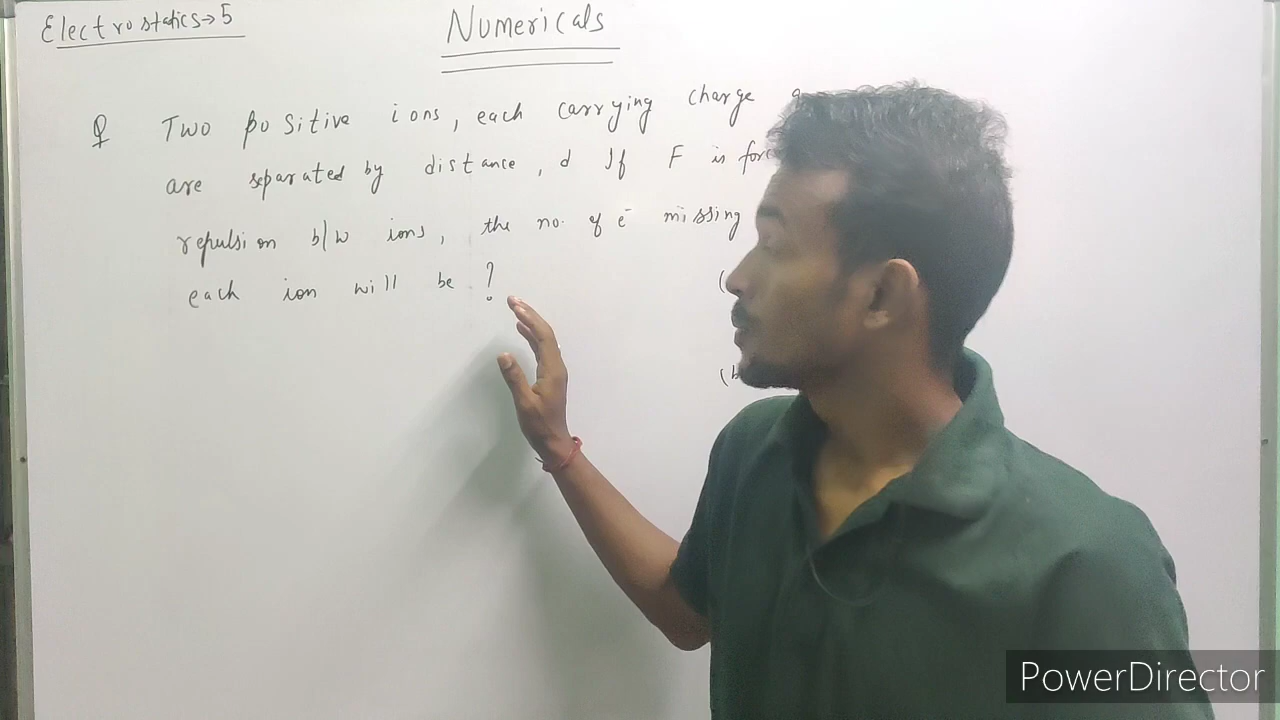 Electrostatics→5
Numericals
Q Two positive ions, each carrying charge q
are separated by distance, d If F is
repulsion b/w ions, the no. of e⁻ missing
each ion will be ?
(
(b
PowerDirector